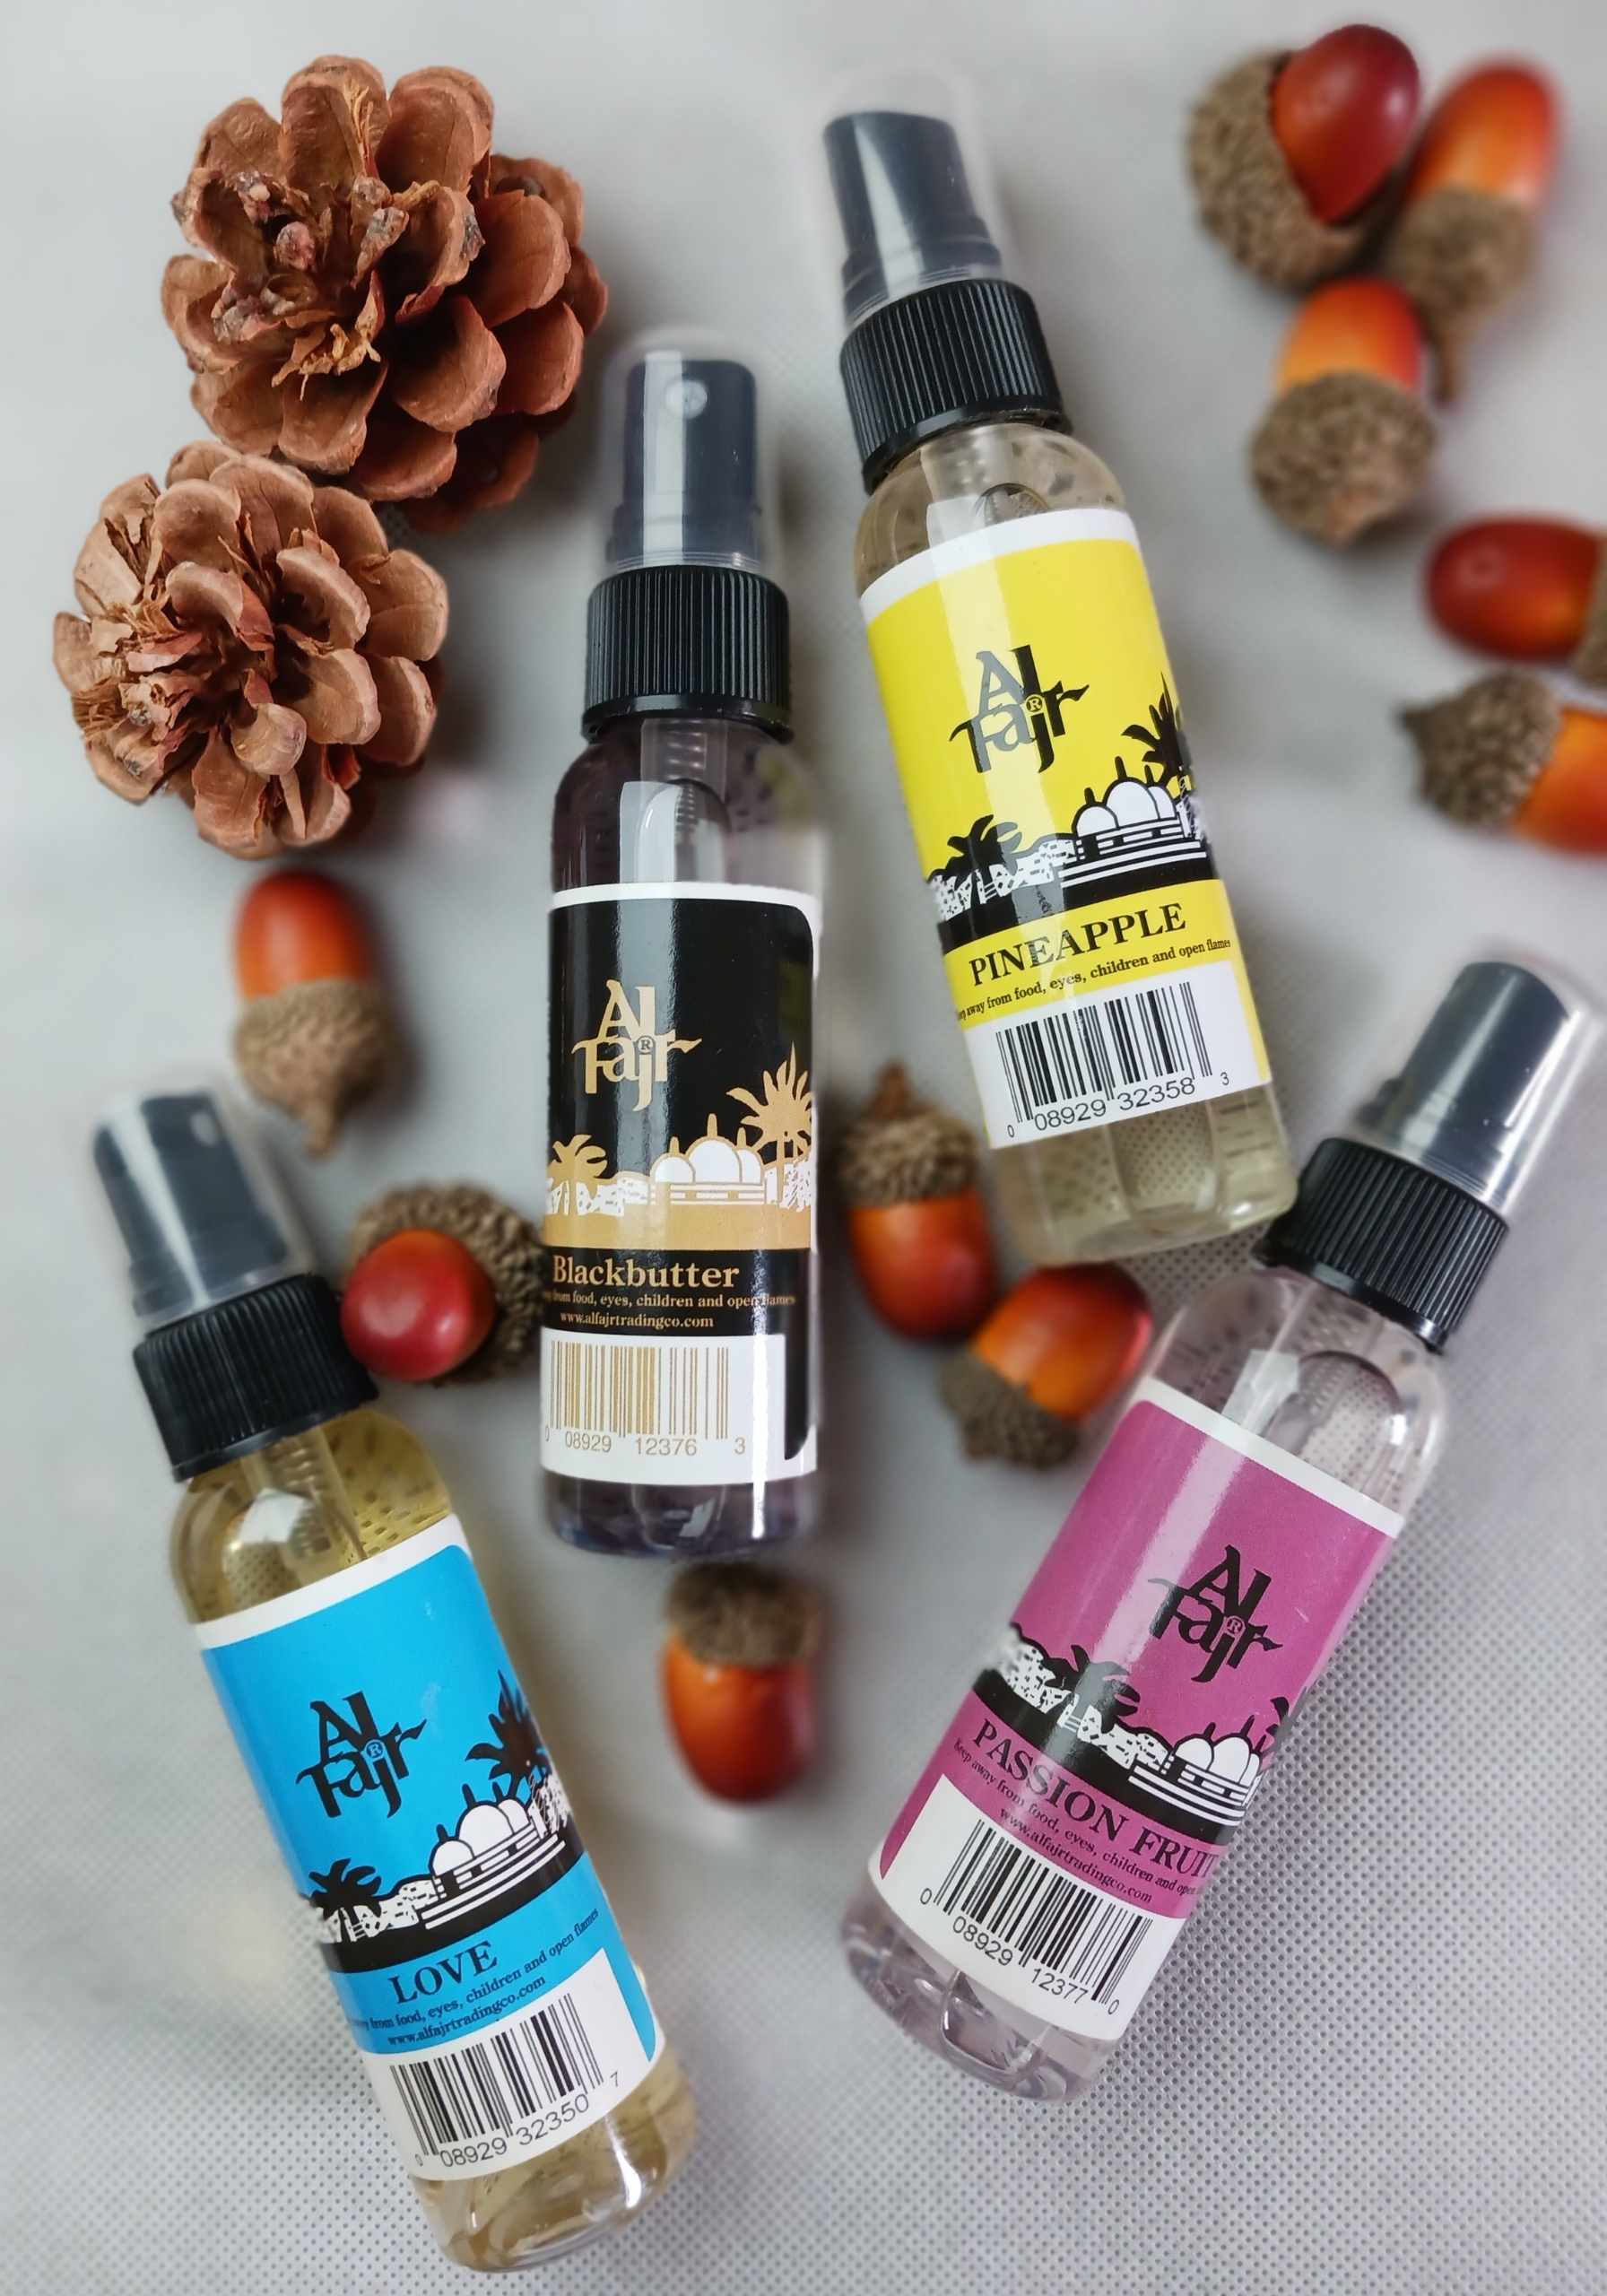 Al
Fajr
®
PINEAPPLE
away from food, eyes, children and open flames
0 08929 32358 3
Al
Fajr
®
Blackbutter
from food, eyes, children and open flames
www.alfajrtradingco.com
0 08929 12376 3
Al
Fajr
®
PASSION FRUIT
Keep away from food, eyes, children and open
www.alfajrtradingco.com
0 08929 12377 0
Al
Fajr
®
LOVE
away from food, eyes, children and open flames
www.alfajrtradingco.com
0 08929 32350 7